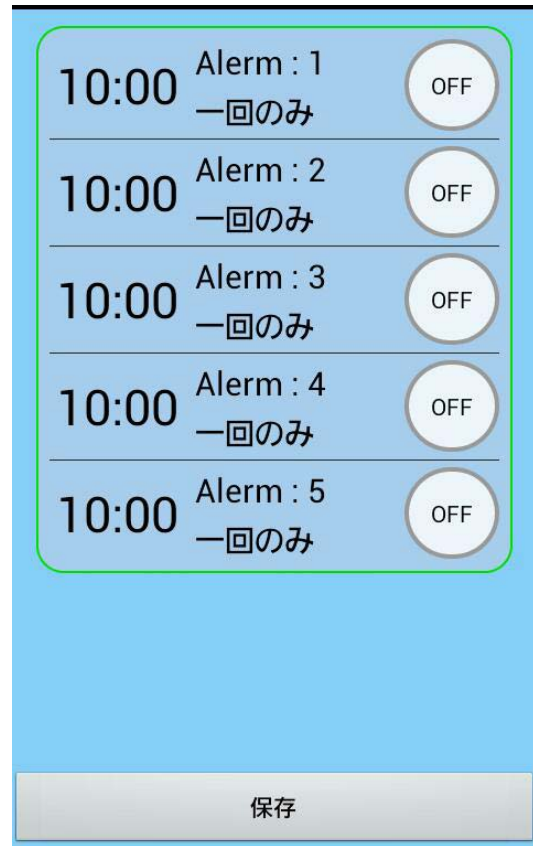 10:00 Alerm : 1 OFF
一回のみ
10:00 Alerm : 2 OFF
一回のみ
10:00 Alerm : 3 OFF
一回のみ
10:00 Alerm : 4 OFF
一回のみ
10:00 Alerm : 5 OFF
一回のみ
保存